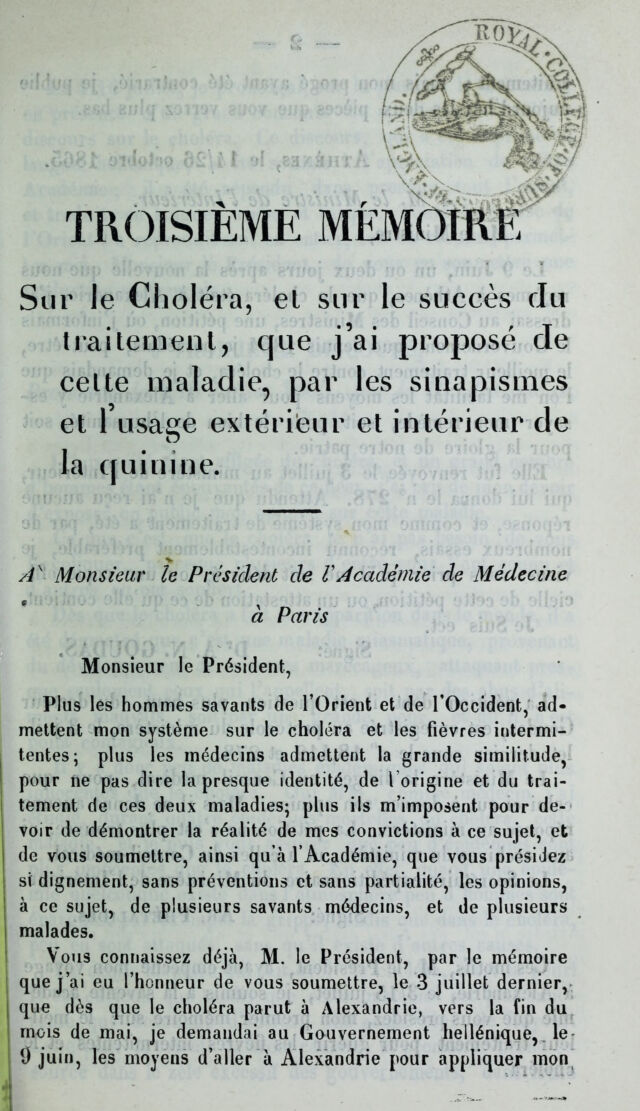 ROYAL·COLLEGE·OF·SURGEONS·OF·ENGLAND·
TROISIÈME MÉMOIRE
Sur le Choléra, et sur le succès du
traitement, que j'ai proposé de
cette maladie, par les sinapismes
et l'usage extérieur et intérieur de
la quinine.
A` Monsieur le Président de l'Académie de Médecine
à Paris
Monsieur le Président,
Plus les hommes savants de l'Orient et de l'Occident, ad-
mettent mon système sur le choléra et les fièvres intermi-
tentes; plus les médecins admettent la grande similitude,
pour ne pas dire la presque identité, de l'origine et du trai-
tement de ces deux maladies; plus ils m'imposent pour de-
voir de démontrer la réalité de mes convictions à ce sujet, et
de vous soumettre, ainsi qu'à l'Académie, que vous présidez
si dignement, sans préventions et sans partialité, les opinions,
à ce sujet, de plusieurs savants médecins, et de plusieurs
malades.
Vous connaissez déjà, M. le Président, par le mémoire
que j'ai eu l'honneur de vous soumettre, le 3 juillet dernier,
que dès que le choléra parut à Alexandrie, vers la fin du
mois de mai, je demandai au Gouvernement hellénique, le
9 juin, les moyens d'aller à Alexandrie pour appliquer mon